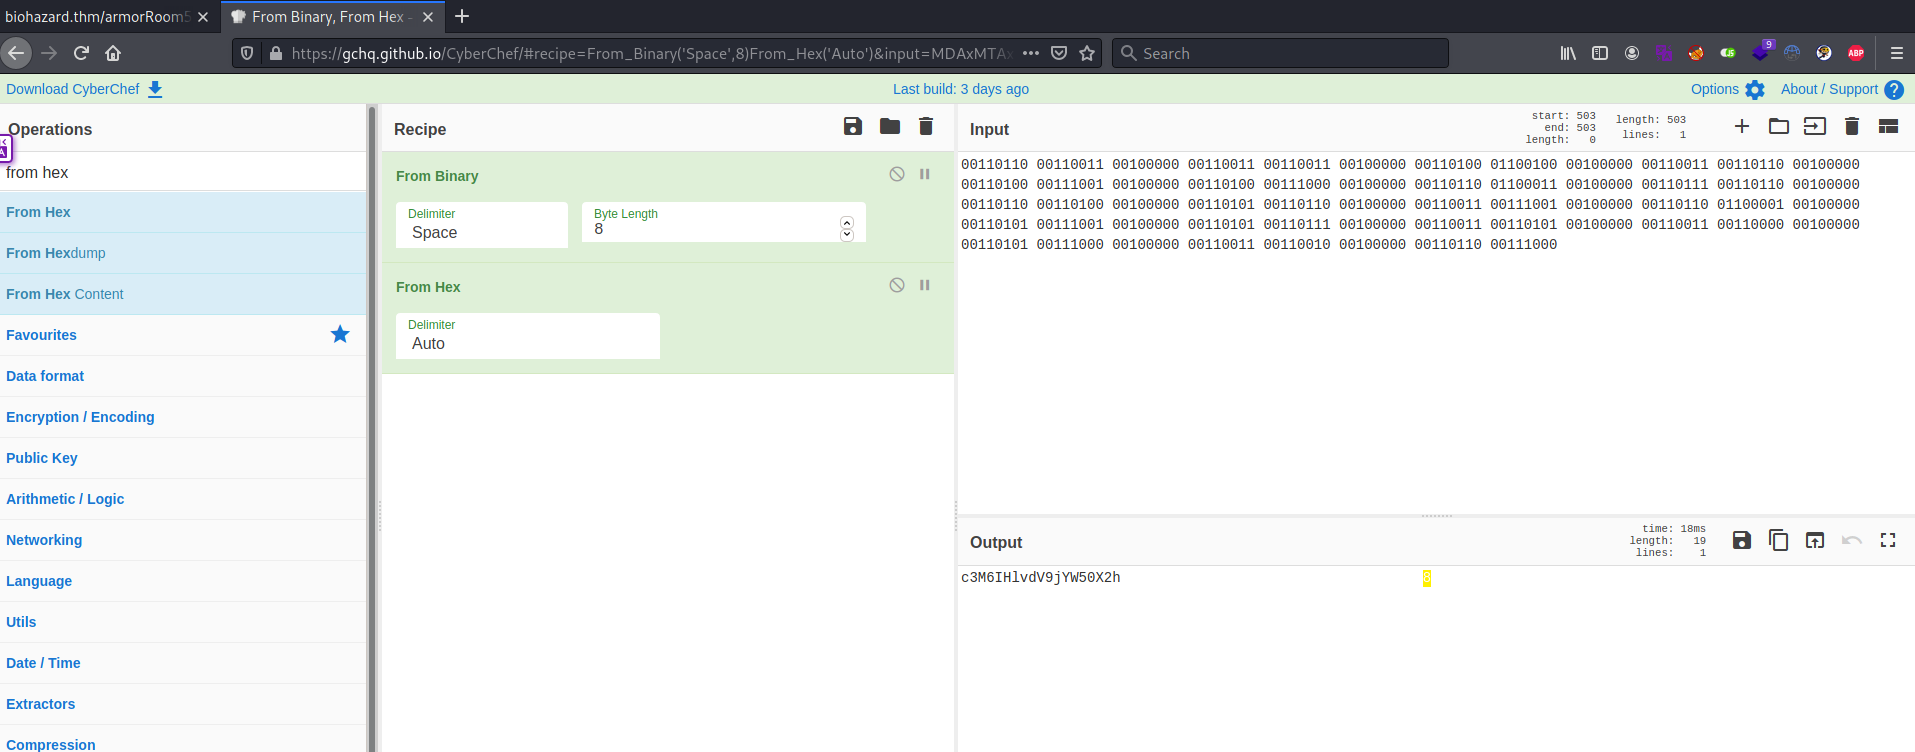 biohazard.thm/armorRoom5
From Binary, From Hex -
https://gchq.github.io/CyberChef/#recipe=From_Binary('Space',8)From_Hex('Auto')&input=MDAxMTAx
Search
9
ABP
Download CyberChef
Last build: 3 days ago
Options
About / Support
Operations
from hex
From Hex
From Hexdump
From Hex Content
Favourites
Data format
Encryption / Encoding
Public Key
Arithmetic / Logic
Networking
Language
Utils
Date / Time
Extractors
Compression
Recipe
From Binary
Delimiter
Space
Byte Length
8
From Hex
Delimiter
Auto
Input
start: 503
end: 503
length: 0
length: 503
lines: 1
00110110 00110011 00100000 00110011 00110011 00100000 00110100 01100100 00100000 00110011 00110110 00100000
00110100 00111001 00100000 00110100 00111000 00100000 00110110 01100011 00100000 00110111 00110110 00100000
00110110 00110100 00100000 00110101 00110110 00100000 00110011 00111001 00100000 00110110 01100001 00100000
00110101 00111001 00100000 00110101 00110111 00100000 00110011 00110101 00100000 00110011 00110000 00100000
00110101 00111000 00100000 00110011 00110010 00100000 00110110 00111000
Output
time: 18ms
length: 19
lines: 1
c3M6IHlvdV9jYW50X2h